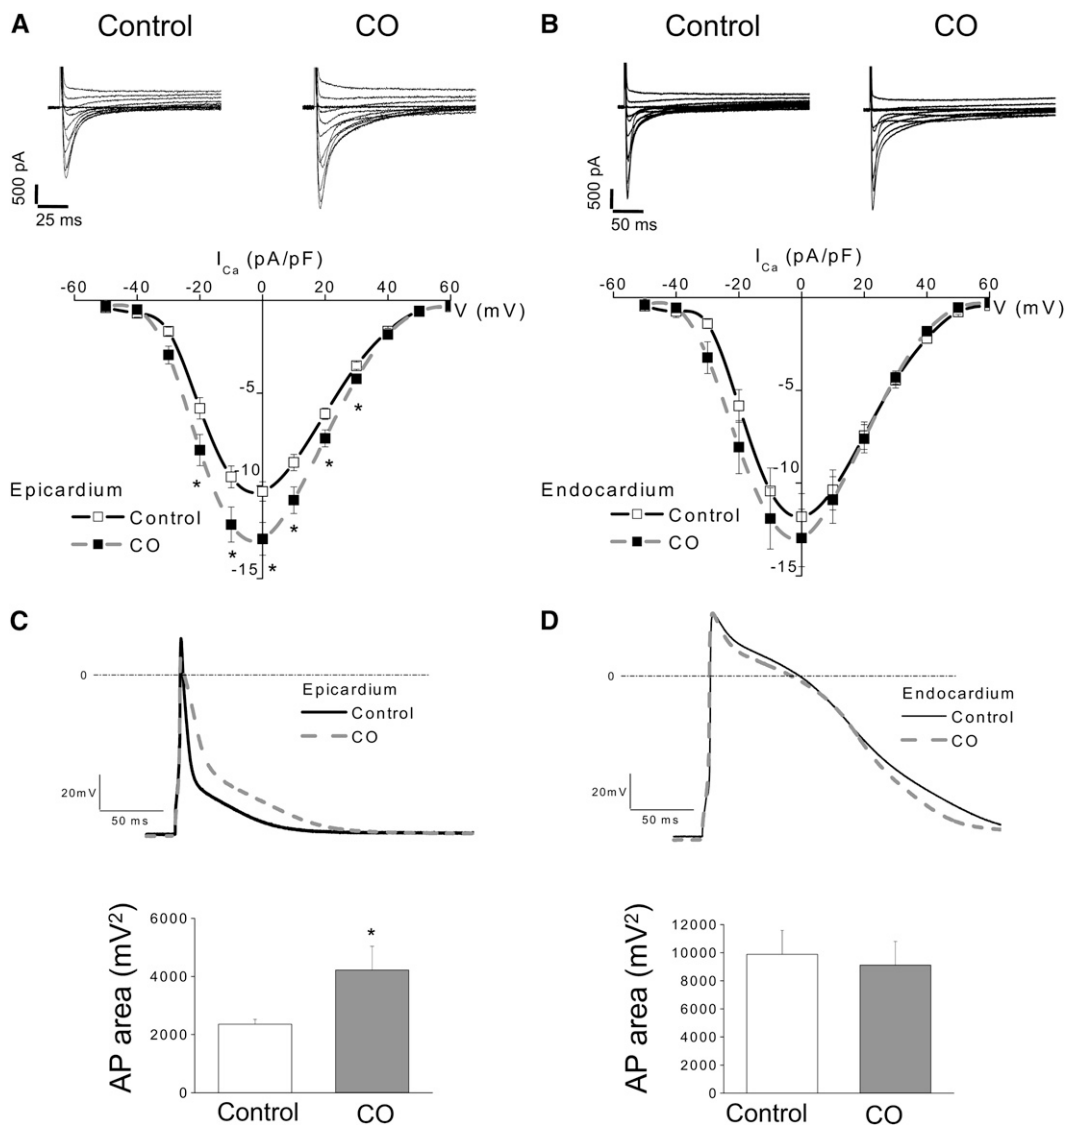 A
Control
CO
500 pA
25 ms
B
Control
CO
500 pA
50 ms
I Ca (pA/pF)
-60 -40 -20 0 20 40 60
V (mV)
-5
-10
-15
* * * * * *
Epicardium
Control
CO
I Ca (pA/pF)
-60 -40 -20 0 20 40 60
V (mV)
-5
-10
-15
Endocardium
Control
CO
C
0
Epicardium
Control
CO
20mV
50 ms
D
0
Endocardium
Control
CO
20mV
50 ms
AP area (mV²)
6000
4000
2000
0
*
Control
CO
AP area (mV²)
12000
10000
8000
6000
4000
2000
0
Control
CO